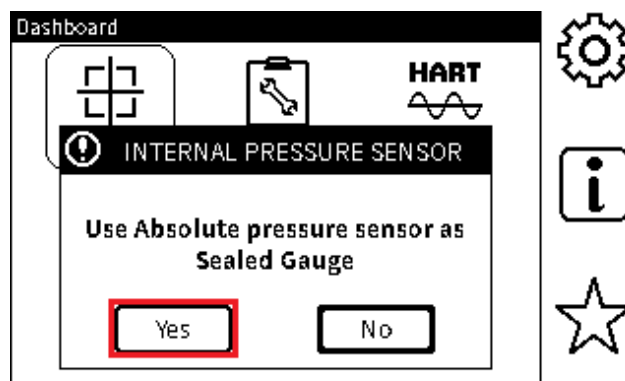 Dashboard
HART
INTERNAL PRESSURE SENSOR
Use Absolute pressure sensor as
Sealed Gauge
Yes No